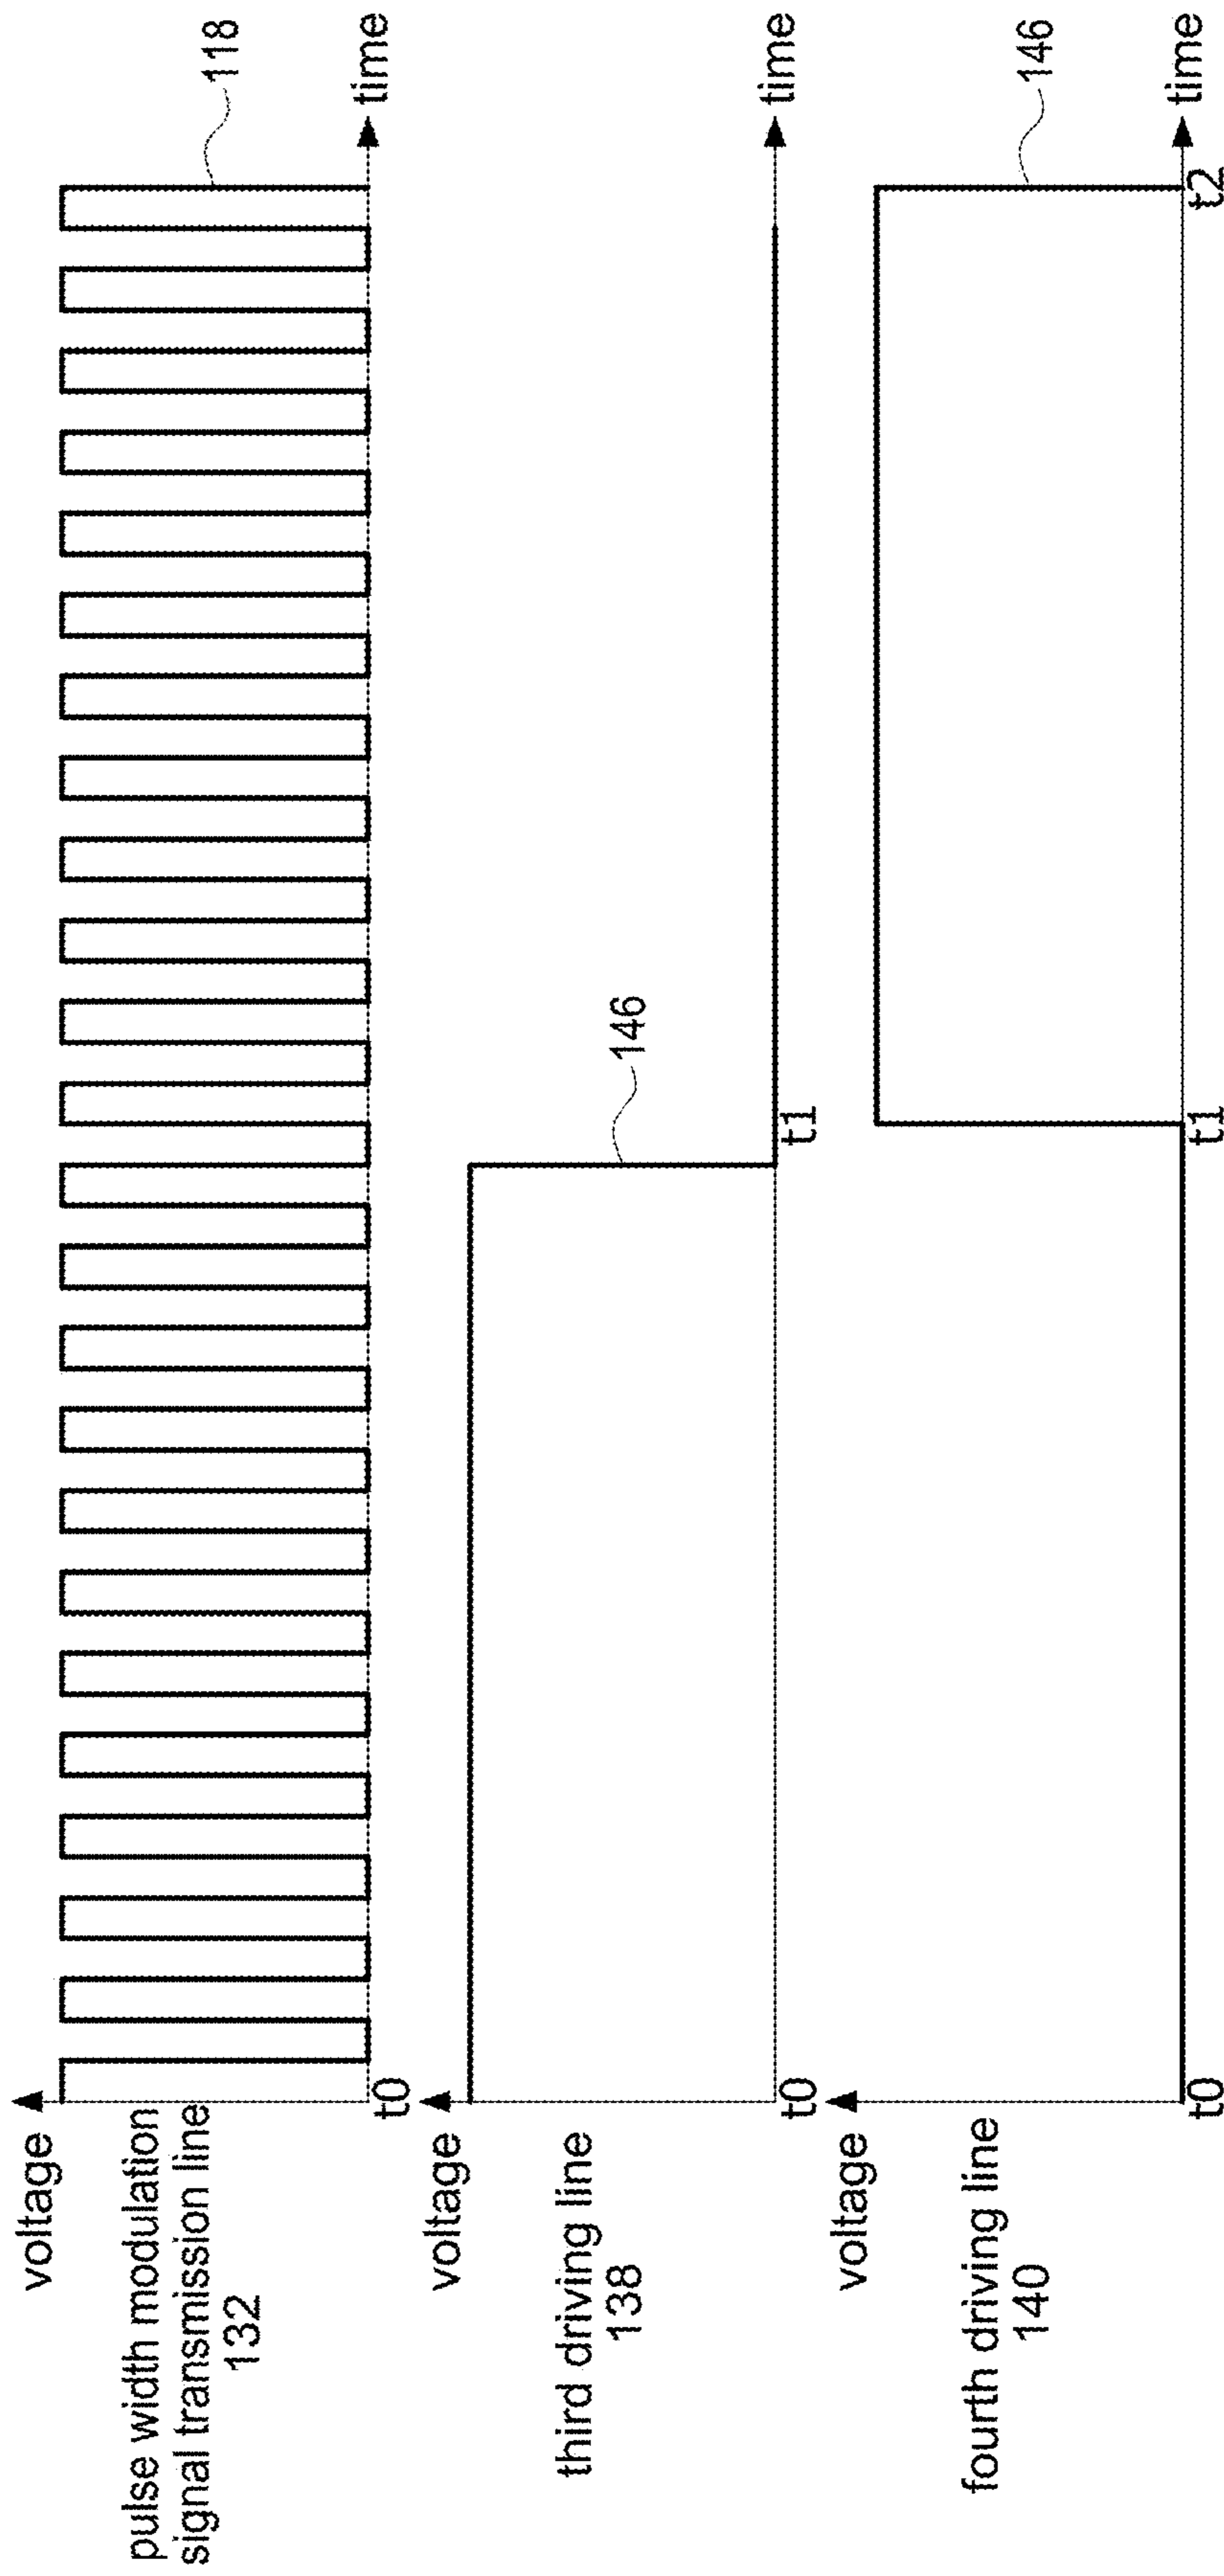 voltage
pulse width modulation
signal transmission line
132
118
t0
time
voltage
third driving line
138
146
t0
t1
time
voltage
fourth driving line
140
146
t0
t1
t2
time